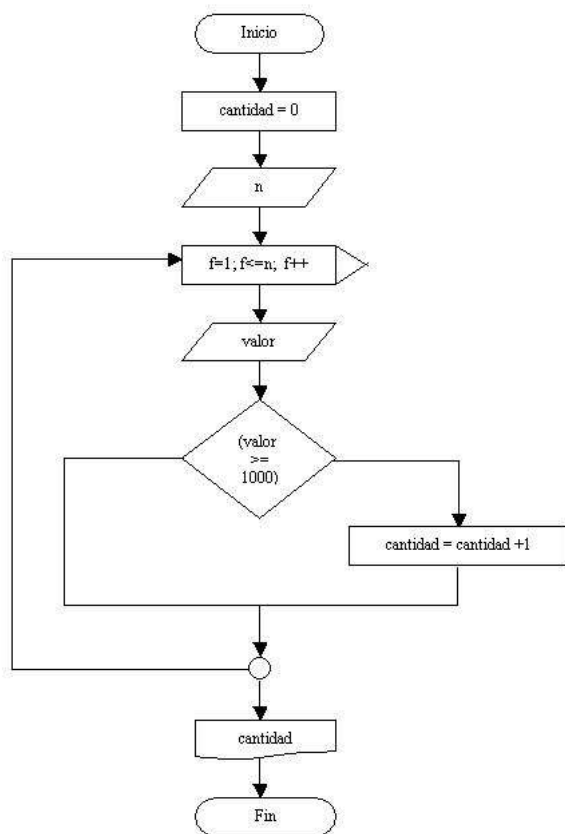 Inicio
cantidad = 0
n
f=1; f<=n; f++
valor
(valor
>=
1000)
cantidad = cantidad +1
cantidad
Fin